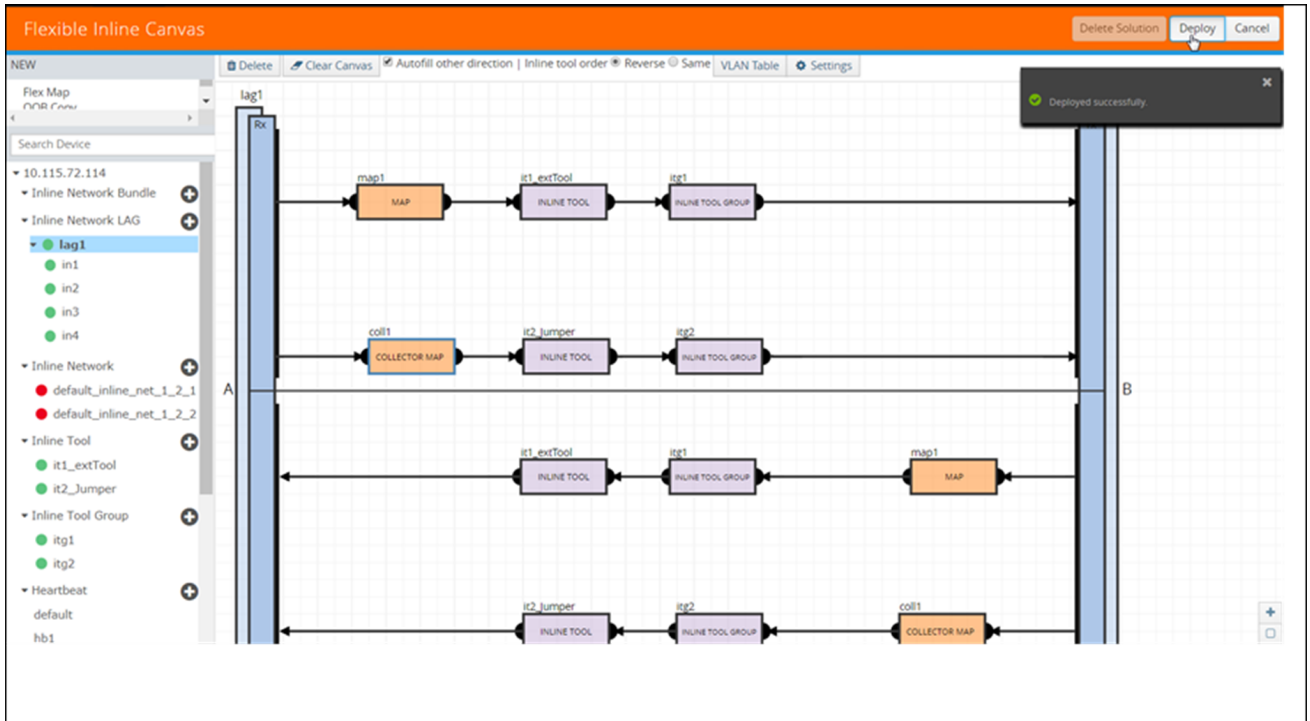 Flexible Inline Canvas
Delete Solution Deploy Cancel
NEW
Delete Clear Canvas Autofill other direction | Inline tool order Reverse Same VLAN Table Settings
Flex Map
OOB Copy
Search Device
10.115.72.114
Inline Network Bundle
Inline Network LAG
lag1
in1
in2
in3
in4
Inline Network
default_inline_net_1_2_1
default_inline_net_1_2_2
Inline Tool
it1_extTool
it2_Jumper
Inline Tool Group
itg1
itg2
Heartbeat
default
hb1
Deployed successfully.
lag1
Rx
map1 it1_extTool itg1
MAP INLINE TOOL INLINE TOOL GROUP
coll1 it2_Jumper itg2
COLLECTOR MAP INLINE TOOL INLINE TOOL GROUP
A B
it1_extTool itg1 map1
INLINE TOOL INLINE TOOL GROUP MAP
it2_Jumper itg2 coll1
INLINE TOOL INLINE TOOL GROUP COLLECTOR MAP